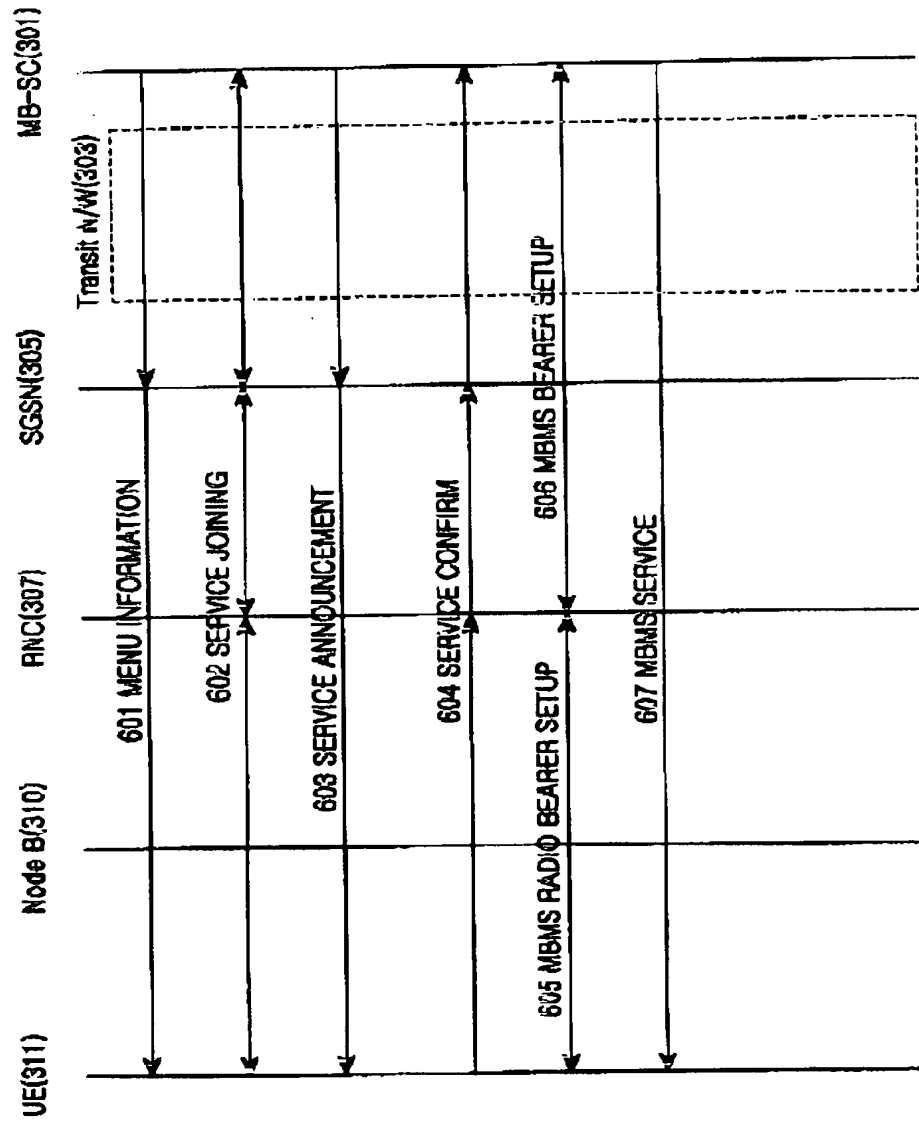 UE(311)
Node B(310)
RNC(307)
SGSN(305)
Transit N/W(303)
MB-SC(301)
601 MENU INFORMATION
602 SERVICE JOINING
603 SERVICE ANNOUNCEMENT
604 SERVICE CONFIRM
605 MBMS RADIO BEARER SETUP
606 MBMS BEARER SETUP
607 MBMS SERVICE